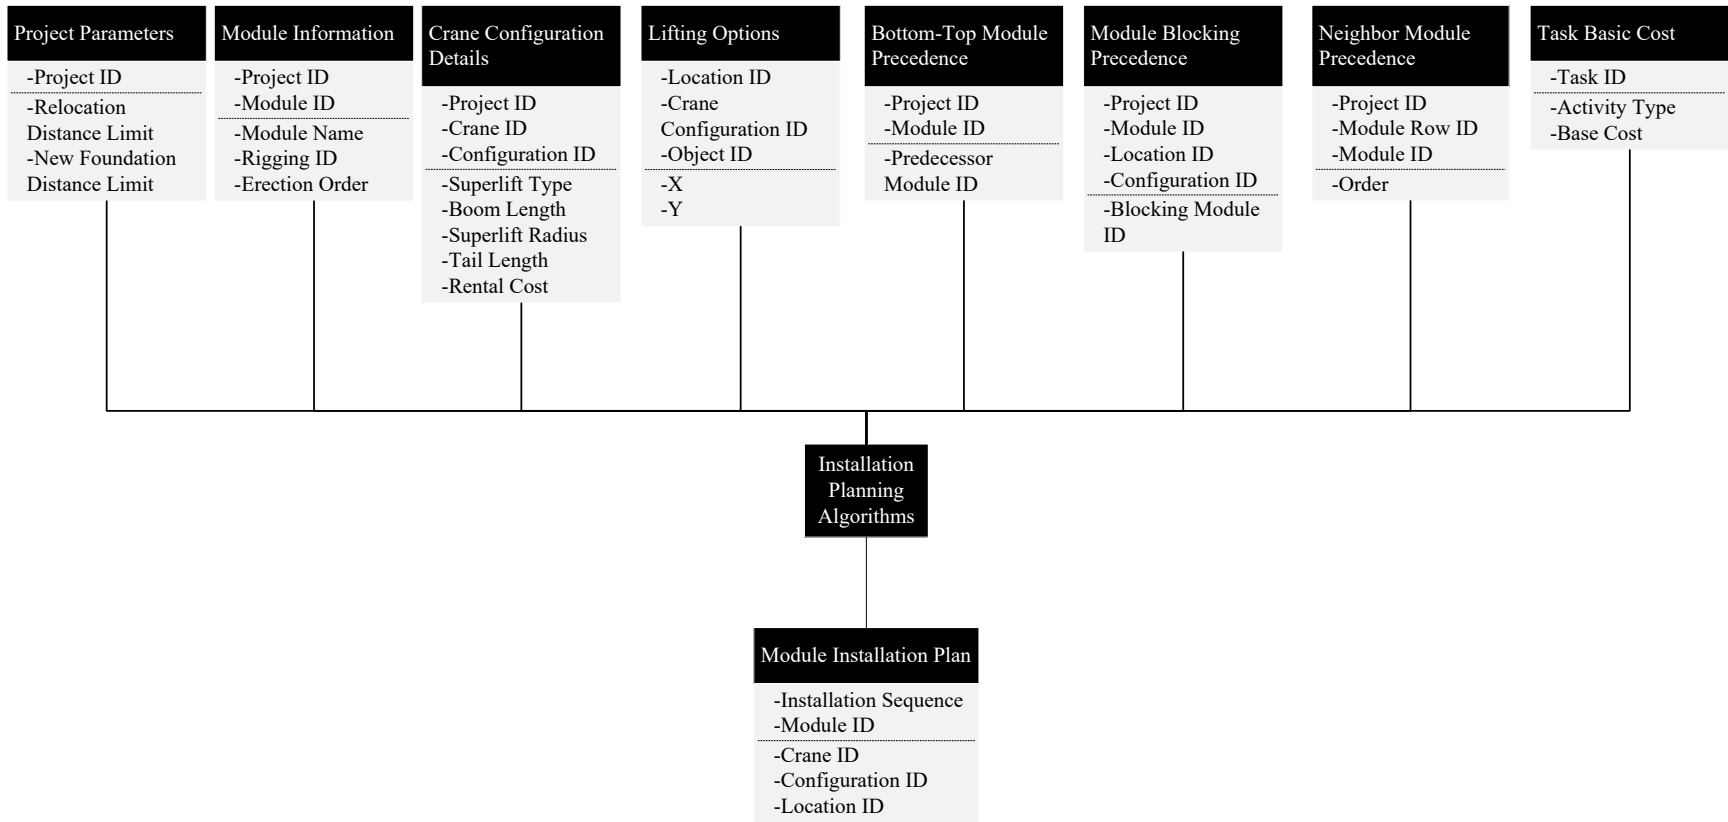 Project Parameters
-Project ID
-Relocation
Distance Limit
-New Foundation
Distance Limit
Module Information
-Project ID
-Module ID
-Module Name
-Rigging ID
-Erection Order
Crane Configuration
Details
-Project ID
-Crane ID
-Configuration ID
-Superlift Type
-Boom Length
-Superlift Radius
-Tail Length
-Rental Cost
Lifting Options
-Location ID
-Crane
Configuration ID
-Object ID
-X
-Y
Bottom-Top Module
Precedence
-Project ID
-Module ID
-Predecessor
Module ID
Module Blocking
Precedence
-Project ID
-Module ID
-Location ID
-Configuration ID
-Blocking Module
ID
Neighbor Module
Precedence
-Project ID
-Module Row ID
-Module ID
-Order
Task Basic Cost
-Task ID
-Activity Type
-Base Cost
Installation
Planning
Algorithms
Module Installation Plan
-Installation Sequence
-Module ID
-Crane ID
-Configuration ID
-Location ID